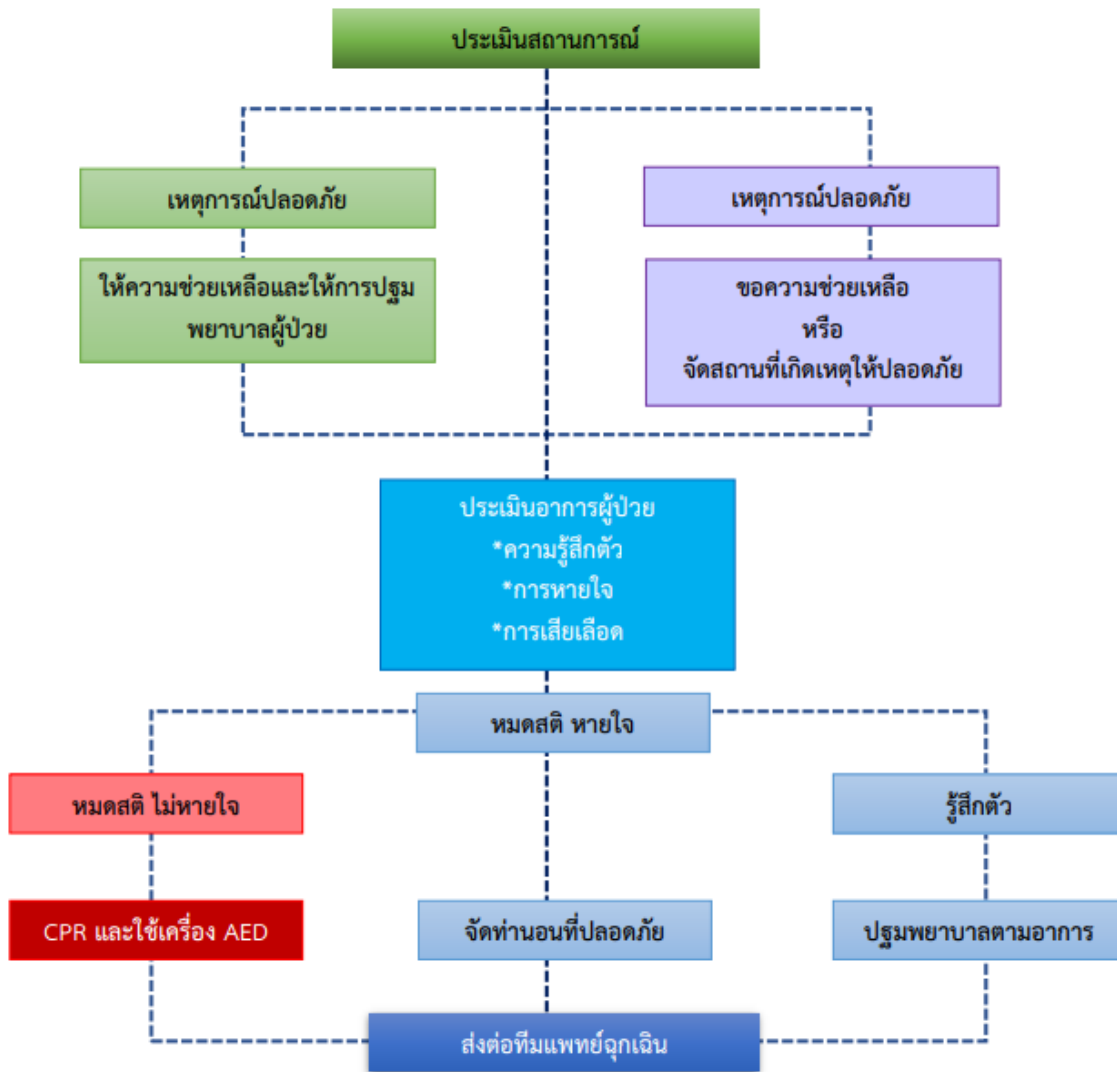 ประเมินสถานการณ์
เหตุการณ์ปลอดภัย
เหตุการณ์ปลอดภัย
ให้ความช่วยเหลือและให้การปฐม
พยาบาลผู้ป่วย
ขอความช่วยเหลือ
หรือ
จัดสถานที่เกิดเหตุให้ปลอดภัย
ประเมินอาการผู้ป่วย
*ความรู้สึกตัว
*การหายใจ
*การเสียเลือด
หมดสติ หายใจ
หมดสติ ไม่หายใจ
รู้สึกตัว
CPR และใช้เครื่อง AED
จัดท่านอนที่ปลอดภัย
ปฐมพยาบาลตามอาการ
ส่งต่อทีมแพทย์ฉุกเฉิน